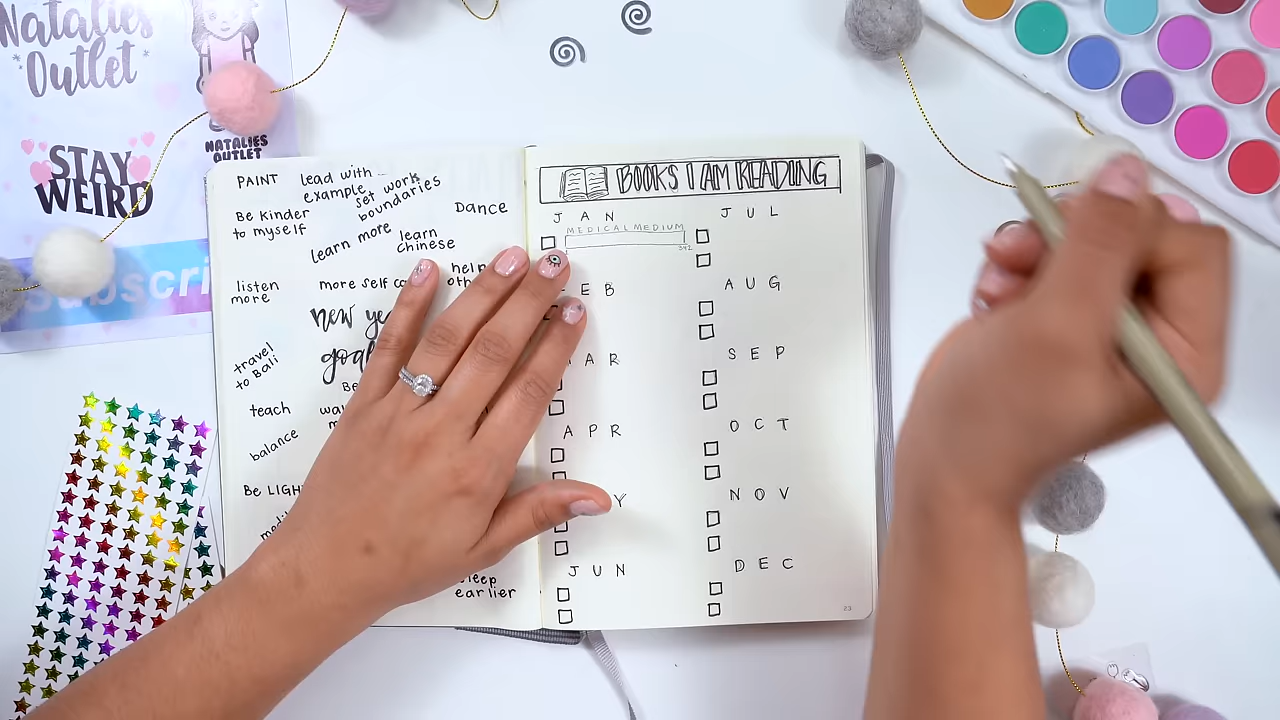 Natalies
Outlet
STAY
WEIRD
NATALIES
OUTLET
PAINT
lead with
example
set work
boundaries
Be kinder
to myself
Dance
learn more
learn
chinese
listen
more
more self
new
travel
to Bali
teach
balance
Be
sleep
earlier
BOOKS I AM READING
JAN
MEDICAL MEDIUM
APR
JUN
JUL
AUG
SEP
OCT
NOV
DEC
23